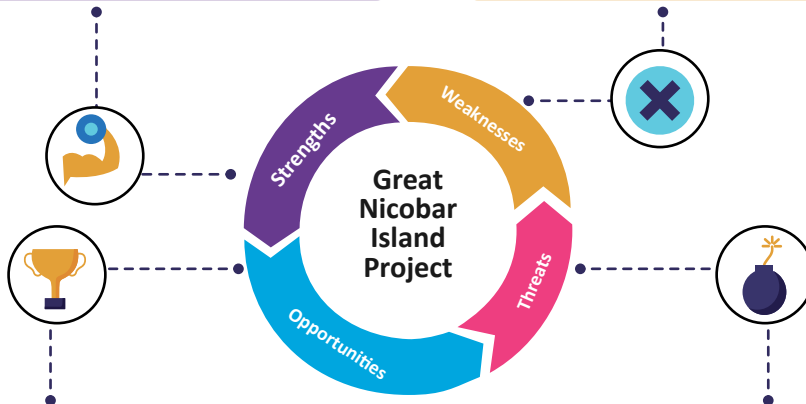 Strengths
Weaknesses
Great
Nicobar
Island
Project
Threats
Opportunities